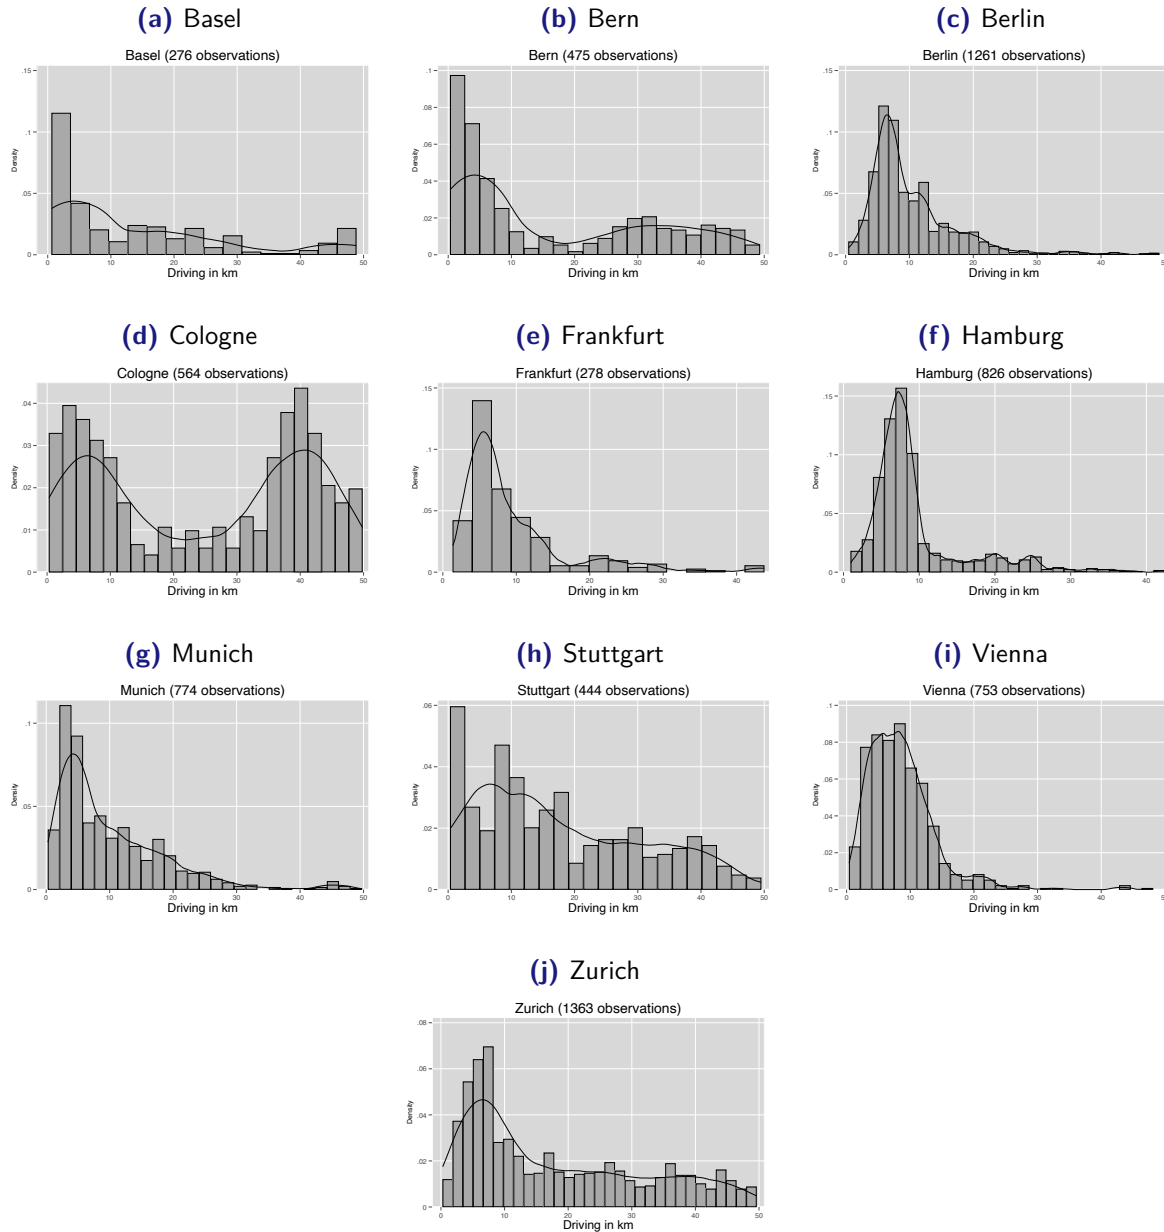 (a) Basel
Basel (276 observations)
.15
.1
.05
0
Density
0 10 20 30 40 50
Driving in km
(b) Bern
Bern (475 observations)
.1
.08
.06
.04
.02
0
Density
0 10 20 30 40 50
Driving in km
(c) Berlin
Berlin (1261 observations)
.15
.1
.05
0
Density
0 10 20 30 40 50
Driving in km
(d) Cologne
Cologne (564 observations)
.04
.03
.02
.01
0
Density
0 10 20 30 40 50
Driving in km
(e) Frankfurt
Frankfurt (278 observations)
.15
.1
.05
0
Density
0 10 20 30 40
Driving in km
(f) Hamburg
Hamburg (826 observations)
.15
.1
.05
0
Density
0 10 20 30 40
Driving in km
(g) Munich
Munich (774 observations)
.1
.05
0
Density
0 10 20 30 40 50
Driving in km
(h) Stuttgart
Stuttgart (444 observations)
.06
.04
.02
0
Density
0 10 20 30 40 50
Driving in km
(i) Vienna
Vienna (753 observations)
.1
.08
.06
.04
.02
0
Density
0 10 20 30 40 50
Driving in km
(j) Zurich
Zurich (1363 observations)
.08
.06
.04
.02
0
Density
0 10 20 30 40 50
Driving in km